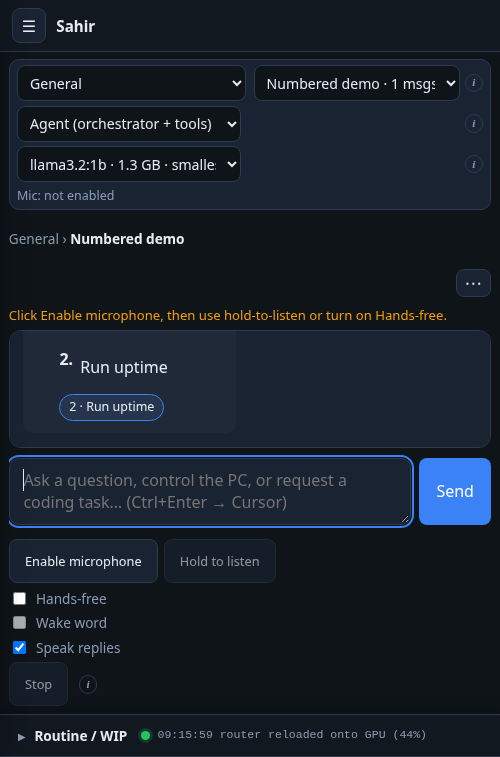 ☰ Sahir
General
Numbered demo · 1 msgs
i
Agent (orchestrator + tools)
i
llama3.2:1b · 1.3 GB · smalle
i
Mic: not enabled
General › Numbered demo
⋯
Click Enable microphone, then use hold-to-listen or turn on Hands-free.
2. Run uptime
2 · Run uptime
Ask a question, control the PC, or request a
coding task... (Ctrl+Enter → Cursor)
Send
Enable microphone
Hold to listen
Hands-free
Wake word
Speak replies
Stop
i
▸ Routine / WIP 09:15:59 router reloaded onto GPU (44%)